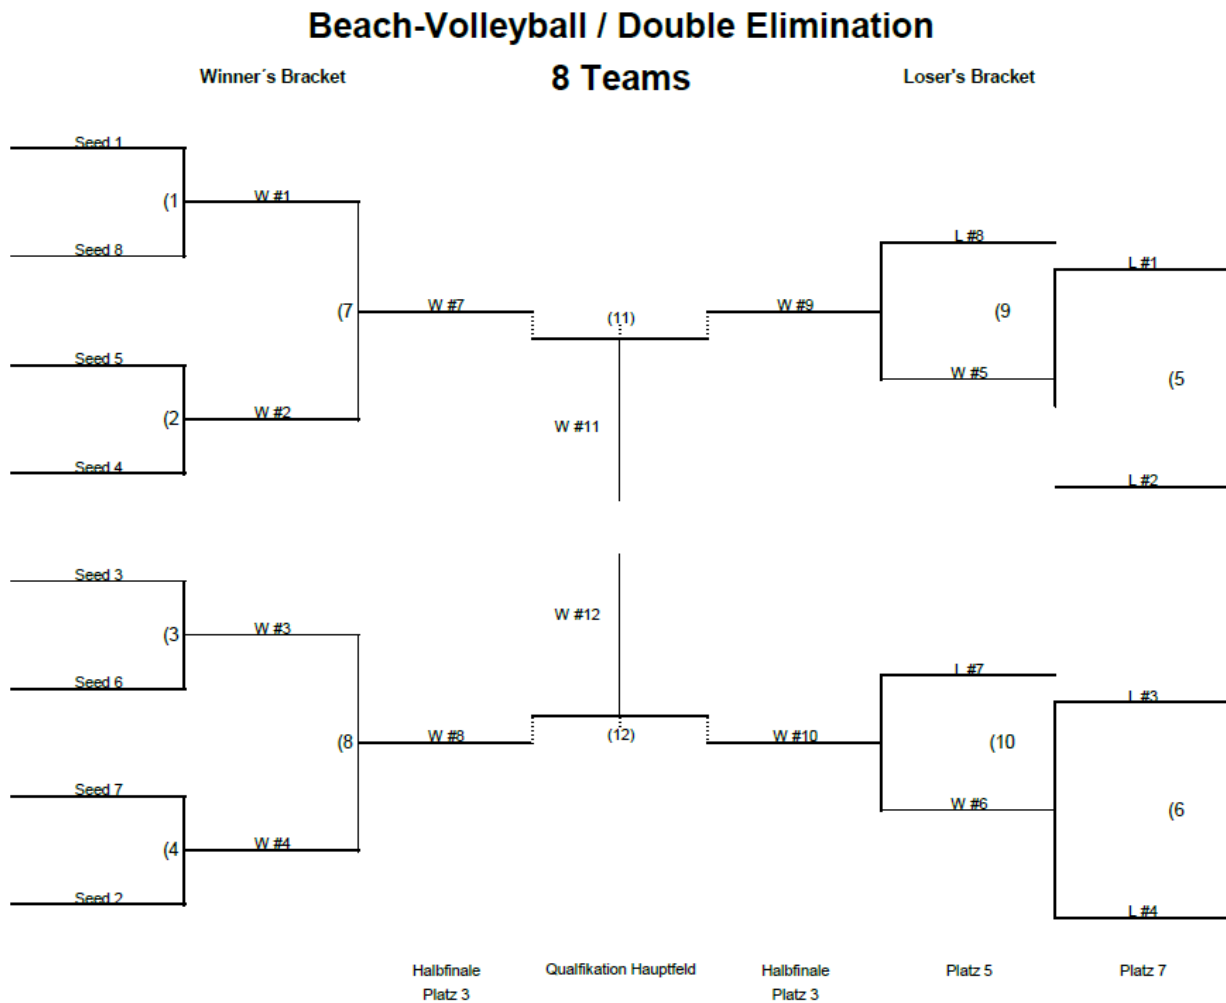 Beach-Volleyball / Double Elimination
Winner´s Bracket 8 Teams Loser's Bracket
Seed 1
(1 W #1
Seed 8
L #8
L #1
(7 W #7 (11) W #9 (9
Seed 5
W #5 (5
(2 W #2
W #11
Seed 4
L #2
Seed 3
W #12
(3 W #3
L #7
Seed 6
L #3
(8 W #8 (12) W #10 (10
Seed 7
W #6 (6
(4 W #4
Seed 2
L #4
Halbfinale Qualfikation Hauptfeld Halbfinale Platz 5 Platz 7
Platz 3 Platz 3